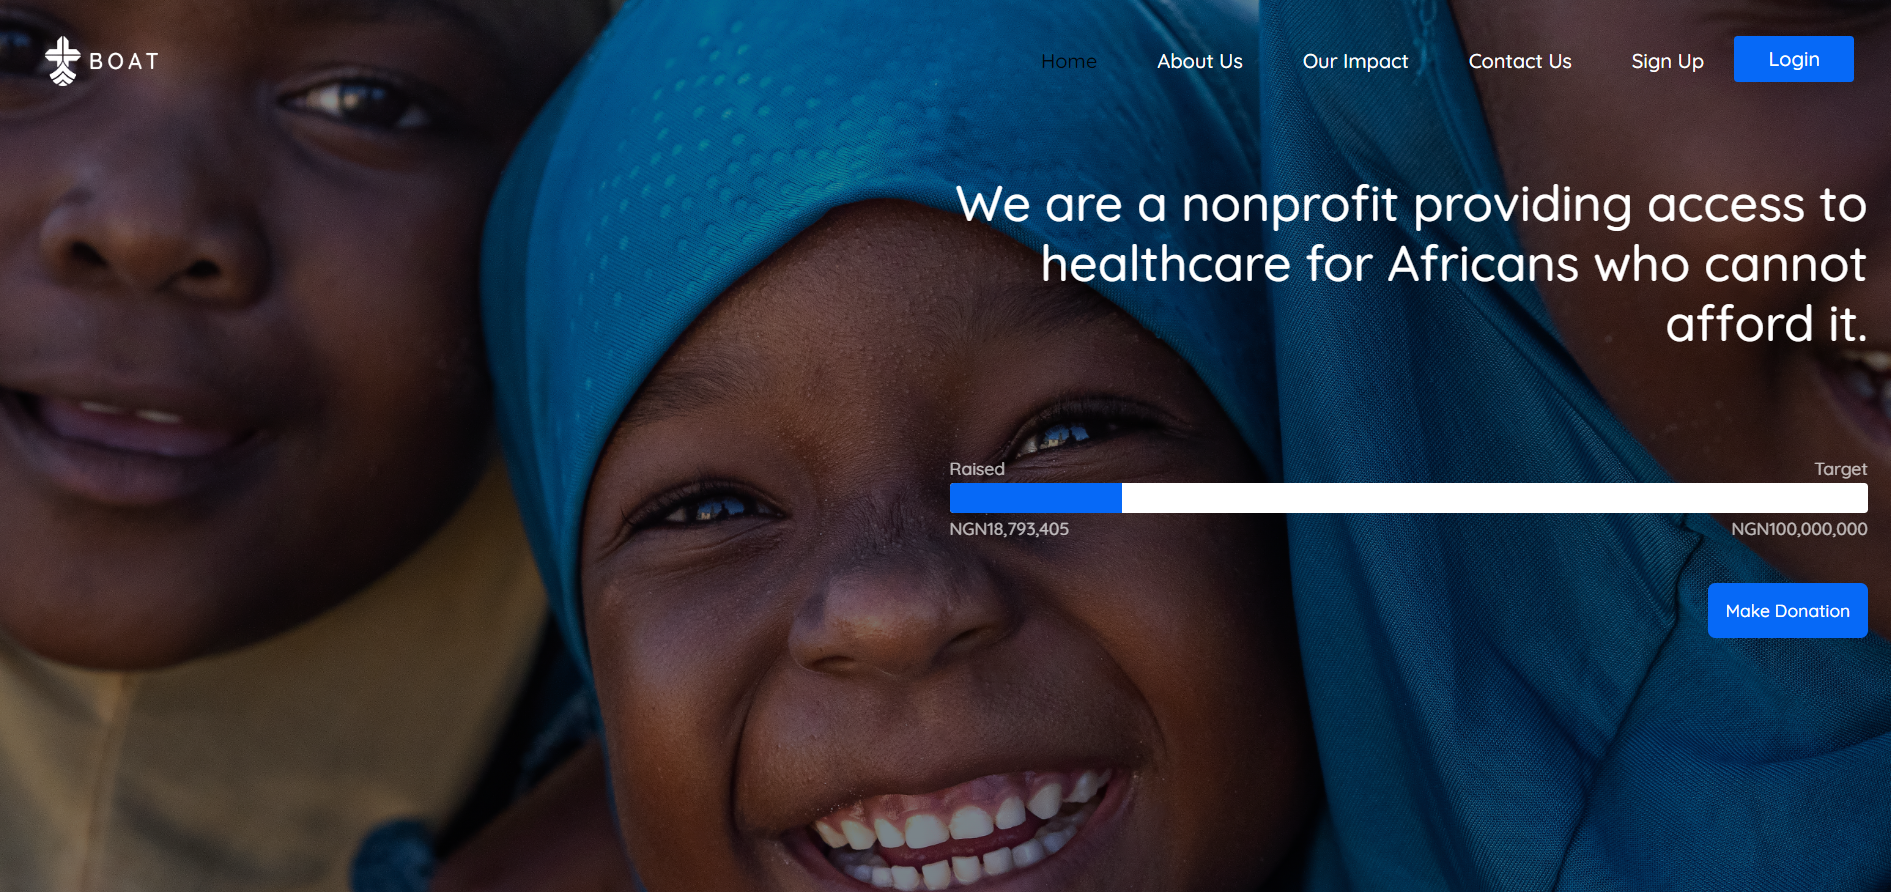 BOAT
Home About Us Our Impact Contact Us Sign Up Login
We are a nonprofit providing access to
healthcare for Africans who cannot
afford it.
Raised Target
NGN18,793,405 NGN100,000,000
Make Donation